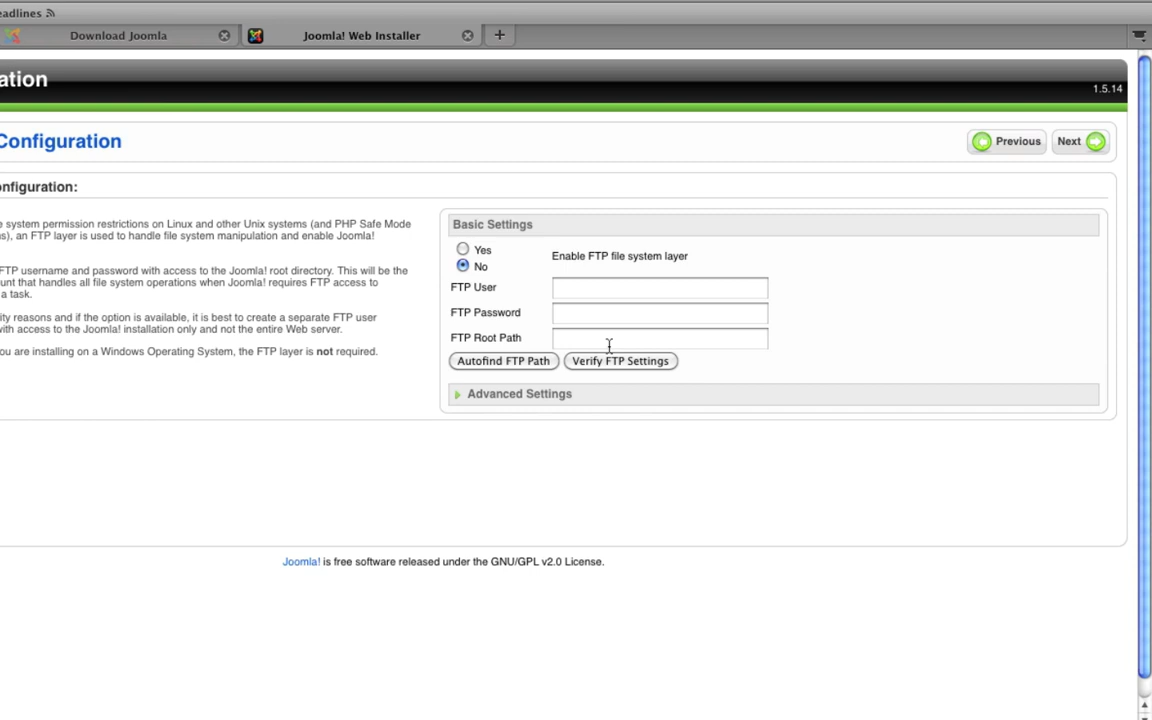 eadlines
Download Joomla
Joomla! Web Installer
ation
1.5.14
Configuration
Previous
Next
onfiguration:
e system permission restrictions on Linux and other Unix systems (and PHP Safe Mode
s), an FTP layer is used to handle file system manipulation and enable Joomla!
FTP username and password with access to the Joomla! root directory. This will be the
unt that handles all file system operations when Joomla! requires FTP access to
a task.
ity reasons and if the option is available, it is best to create a separate FTP user
with access to the Joomla! installation only and not the entire Web server.
ou are installing on a Windows Operating System, the FTP layer is not required.
Basic Settings
Yes
No
Enable FTP file system layer
FTP User
FTP Password
FTP Root Path
Autofind FTP Path
Verify FTP Settings
Advanced Settings
Joomla! is free software released under the GNU/GPL v2.0 License.